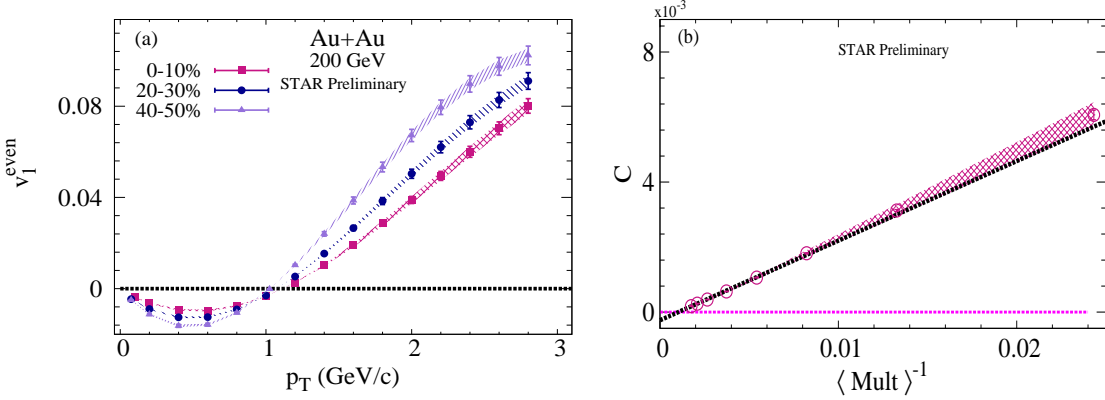 (a)
Au+Au
200 GeV
STAR Preliminary
0-10%
20-30%
40-50%
0.08
0.04
0
v₁ᵉᵛᵉⁿ
0
1
2
3
p_T (GeV/c)
x10⁻³
(b)
STAR Preliminary
8
4
0
C
0
0.01
0.02
⟨ Mult ⟩⁻¹